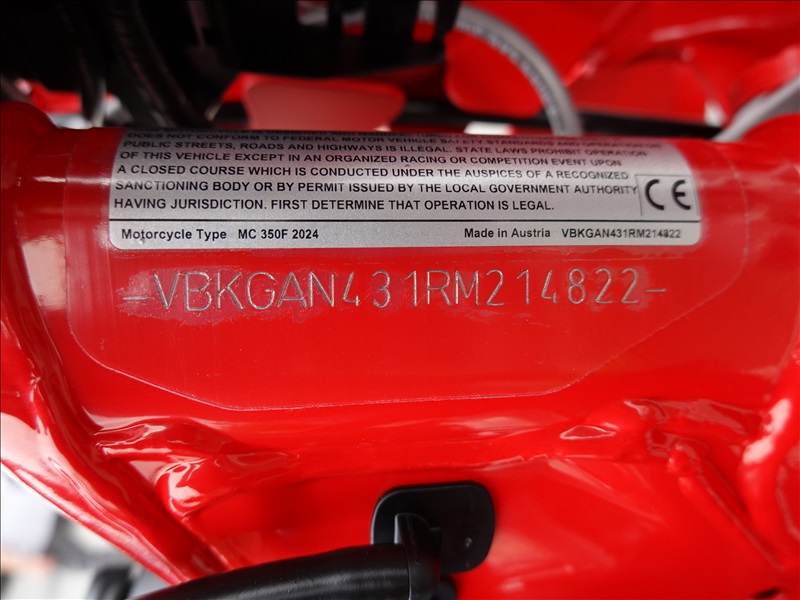 DOES NOT CONFORM TO FEDERAL MOTOR VEHICLE SAFETY STANDARDS AND OPERATION ON
PUBLIC STREETS, ROADS AND HIGHWAYS IS ILLEGAL. STATE LAWS PROHIBIT OPERATION
OF THIS VEHICLE EXCEPT IN AN ORGANIZED RACING OR COMPETITION EVENT UPON
A CLOSED COURSE WHICH IS CONDUCTED UNDER THE AUSPICES OF A RECOGNIZED
SANCTIONING BODY OR BY PERMIT ISSUED BY THE LOCAL GOVERNMENT AUTHORITY
HAVING JURISDICTION. FIRST DETERMINE THAT OPERATION IS LEGAL.
CE
Motorcycle Type MC 350F 2024 Made in Austria VBKGAN431RM214822
-VBKGAN431RM214822-